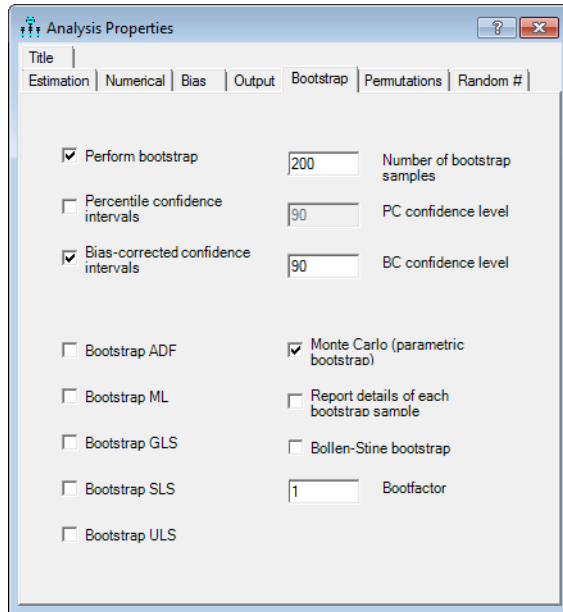 Analysis Properties
?
Title
Estimation Numerical Bias Output Bootstrap Permutations Random #
Perform bootstrap
200
Number of bootstrap
samples
Percentile confidence
intervals
90
PC confidence level
Bias-corrected confidence
intervals
90
BC confidence level
Bootstrap ADF
Monte Carlo (parametric
bootstrap)
Bootstrap ML
Report details of each
bootstrap sample
Bootstrap GLS
Bollen-Stine bootstrap
Bootstrap SLS
1
Bootfactor
Bootstrap ULS